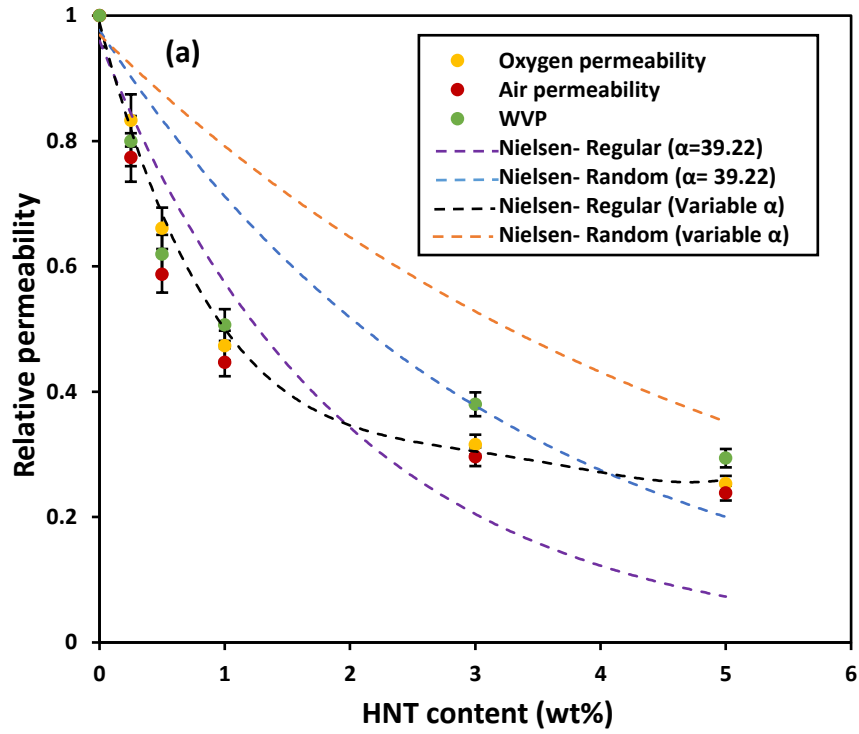 (a)
Oxygen permeability
Air permeability
WVP
Nielsen- Regular (α=39.22)
Nielsen- Random (α= 39.22)
Nielsen- Regular (Variable α)
Nielsen- Random (variable α)
Relative permeability
1
0.8
0.6
0.4
0.2
0
0 1 2 3 4 5 6
HNT content (wt%)